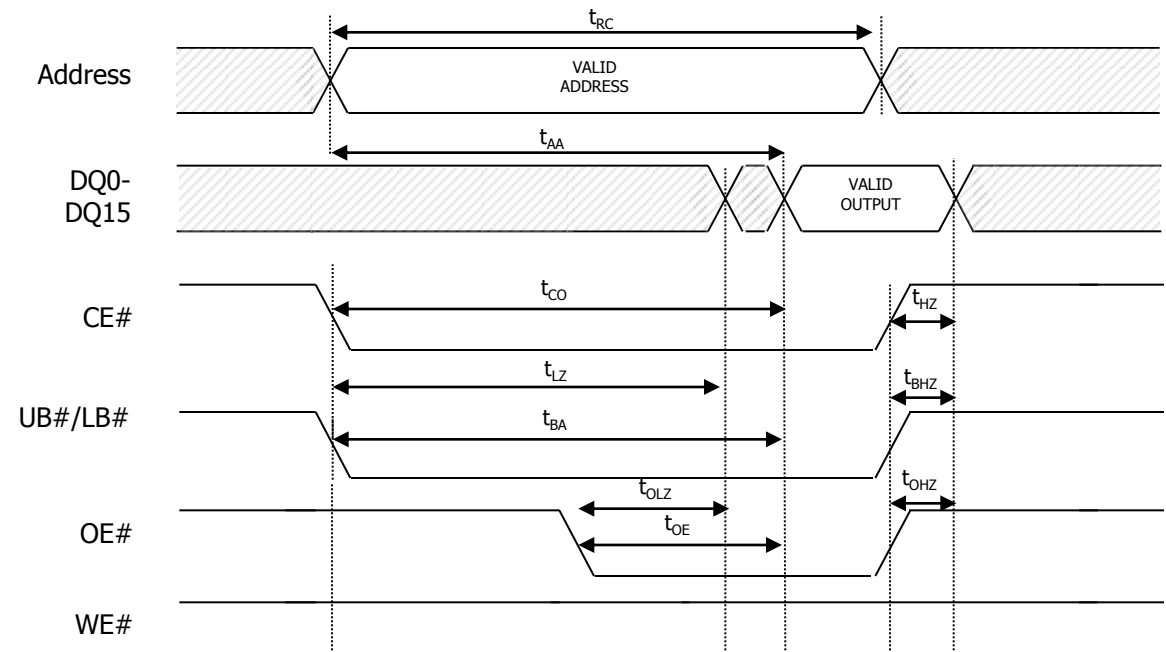 tRC
Address
VALID
ADDRESS
tAA
DQ0-
DQ15
VALID
OUTPUT
tCO
CE#
tHZ
tLZ
tBHZ
UB#/LB#
tBA
tOLZ
tOHZ
OE#
tOE
WE#